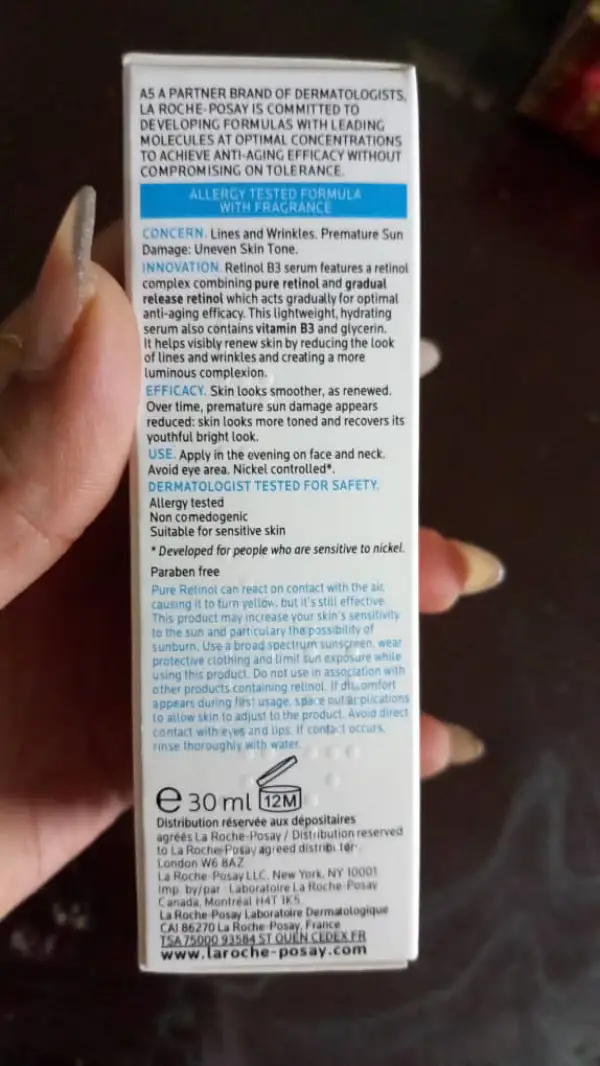 AS A PARTNER BRAND OF DERMATOLOGISTS,
LA ROCHE-POSAY IS COMMITTED TO
DEVELOPING FORMULAS WITH LEADING
MOLECULES AT OPTIMAL CONCENTRATIONS
TO ACHIEVE ANTI-AGING EFFICACY WITHOUT
COMPROMISING ON TOLERANCE.
ALLERGY TESTED FORMULA
WITH FRAGRANCE
CONCERN. Lines and Wrinkles. Premature Sun
Damage: Uneven Skin Tone.
INNOVATION. Retinol B3 serum features a retinol
complex combining pure retinol and gradual
release retinol which acts gradually for optimal
anti-aging efficacy. This lightweight, hydrating
serum also contains vitamin B3 and glycerin.
It helps visibly renew skin by reducing the look
of lines and wrinkles and creating a more
luminous complexion.
EFFICACY. Skin looks smoother, as renewed.
Over time, premature sun damage appears
reduced: skin looks more toned and recovers its
youthful bright look.
USE. Apply in the evening on face and neck.
Avoid eye area. Nickel controlled*.
DERMATOLOGIST TESTED FOR SAFETY.
Allergy tested
Non comedogenic
Suitable for sensitive skin
* Developed for people who are sensitive to nickel.
Paraben free
Pure Retinol can react on contact with the air,
causing it to turn yellow, but it's still effective.
This product may increase your skin's sensitivity
to the sun and particulary the possibility of
sunburn. Use a broad spectrum sunscreen, wear
protective clothing and limit sun exposure while
using this product. Do not use in association with
other products containing retinol. If discomfort
appears during first usage, space out applications
to allow skin to adjust to the product. Avoid direct
contact with eyes and lips. If contact occurs,
rinse thoroughly with water.
e 30 ml 12M
Distribution réservée aux dépositaires
agréés La Roche-Posay / Distribution reserved
to La Roche-Posay agreed distributor
London W6 8AZ
La Roche-Posay LLC, New York, NY 10001
Imp. by/par Laboratoire La Roche-Posay
Canada, Montréal H4T 1K5
La Roche-Posay Laboratoire Dermatologique
CAI 86270 La Roche-Posay, France
TSA 75000 93584 ST OUEN CEDEX FR
www.laroche-posay.com